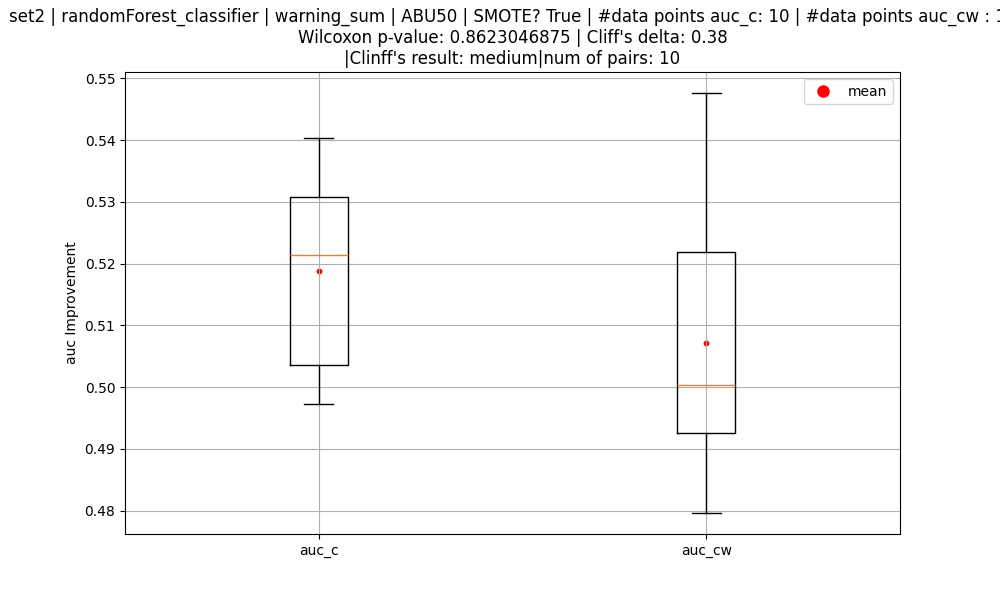 set2 | randomForest_classifier | warning_sum | ABU50 | SMOTE? True | #data points auc_c: 10 | #data points auc_cw :
Wilcoxon p-value: 0.8623046875 | Cliff's delta: 0.38
|Clinff's result: medium|num of pairs: 10
mean
0.55
0.54
0.53
0.52
0.51
0.50
0.49
0.48
auc Improvement
auc_c
auc_cw